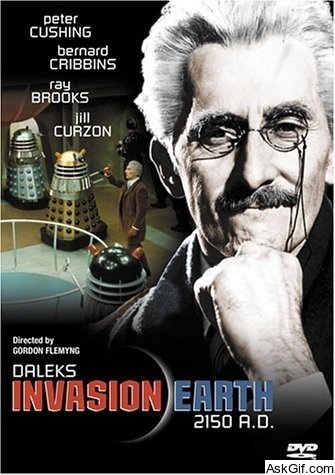 peter
CUSHING
bernard
CRIBBINS
ray
BROOKS
jill
CURZON
Directed by
GORDON FLEMYNG
DALEKS
INVASION EARTH
2150 A.D.
DVD
AskGif.com